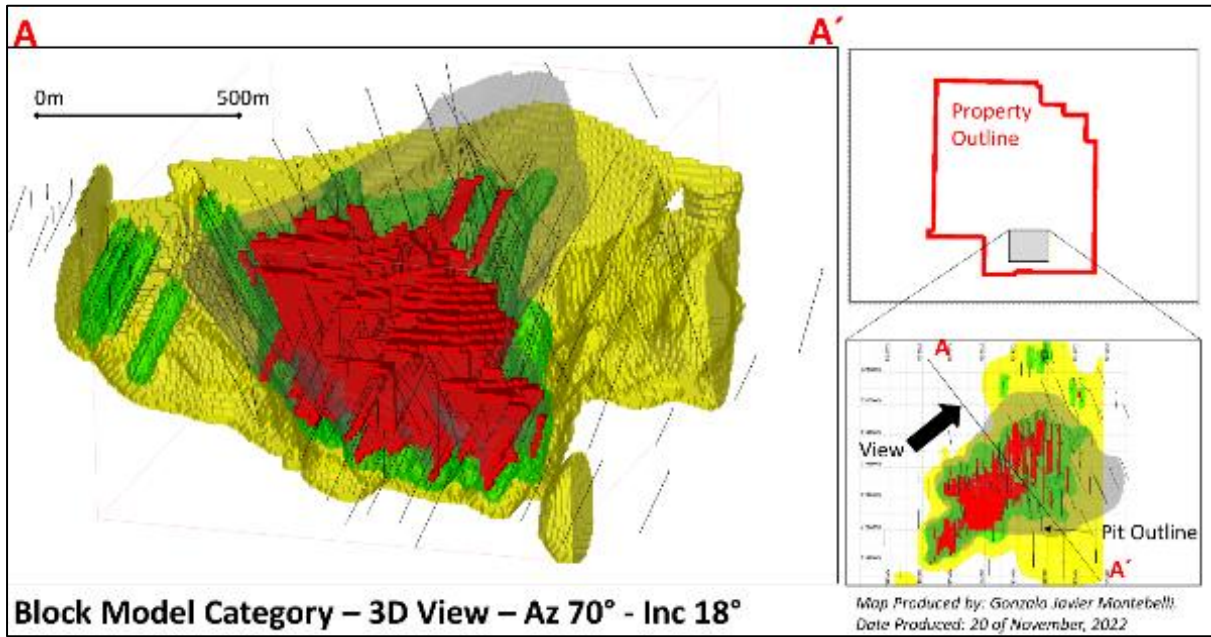 A
A´
0m 500m
Property
Outline
A
View
Pit Outline
A´
Block Model Category – 3D View – Az 70° - Inc 18°
Map Produced by: Gonzalo Javier Montebelli.
Date Produced: 20 of November, 2022